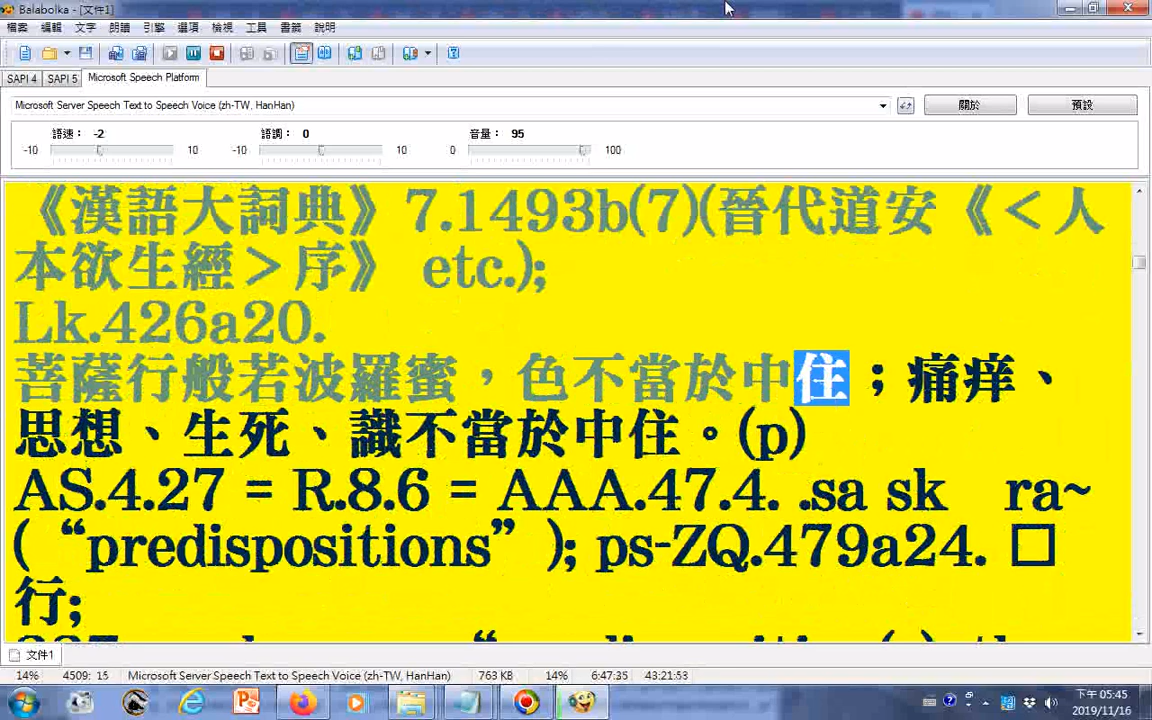 Balabolka - [文件1]
檔案 編輯 文字 朗讀 引擎 選項 檢視 工具 書籤 說明
SAPI 4 SAPI 5 Microsoft Speech Platform
Microsoft Server Speech Text to Speech Voice (zh-TW, HanHan)
關於 預設
語速： -2 語調： 0 音量： 95
-10 10 -10 10 0 100
《漢語大詞典》7.1493b(7)(晉代道安《＜人
本欲生經＞序》 etc.);
Lk.426a20.
菩薩行般若波羅蜜，色不當於中住；痛痒、
思想、生死、識不當於中住。(p)
AS.4.27 = R.8.6 = AAA.47.4. .sa sk ra~
(“predispositions”); ps-ZQ.479a24. □
行;
文件1
14% 4509: 15 Microsoft Server Speech Text to Speech Voice (zh-TW, HanHan) 763 KB 14% 6:47:35 43:21:53
下午 05:45
2019/11/16